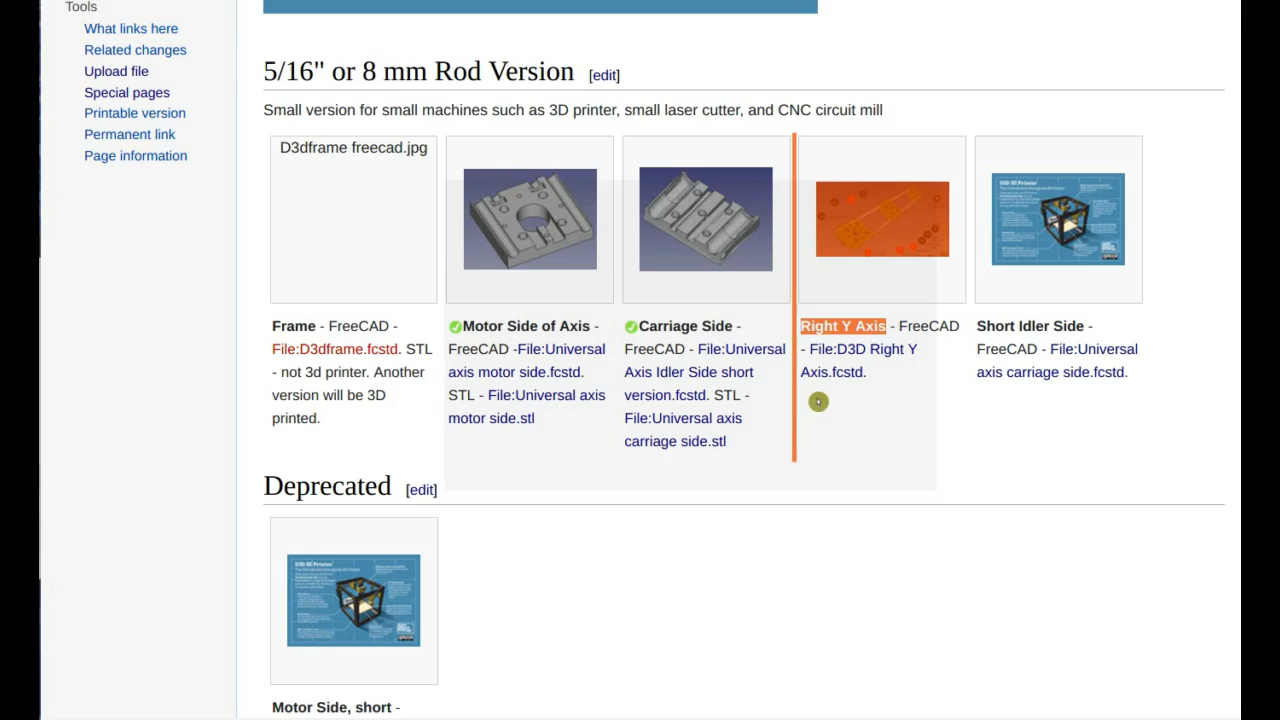 Tools
What links here
Related changes
Upload file
Special pages
Printable version
Permanent link
Page information
5/16" or 8 mm Rod Version [edit]
Small version for small machines such as 3D printer, small laser cutter, and CNC circuit mill
D3dframe freecad.jpg
Frame - FreeCAD -
File:D3dframe.fcstd. STL
- not 3d printer. Another
version will be 3D
printed.
Motor Side of Axis -
FreeCAD -File:Universal
axis motor side.fcstd.
STL - File:Universal axis
motor side.stl
Carriage Side -
FreeCAD - File:Universal
Axis Idler Side short
version.fcstd. STL -
File:Universal axis
carriage side.stl
Right Y Axis - FreeCAD
- File:D3D Right Y
Axis.fcstd.
D3D 3D Printer
Short Idler Side -
FreeCAD - File:Universal
axis carriage side.fcstd.
Deprecated [edit]
D3D 3D Printer
Motor Side, short -